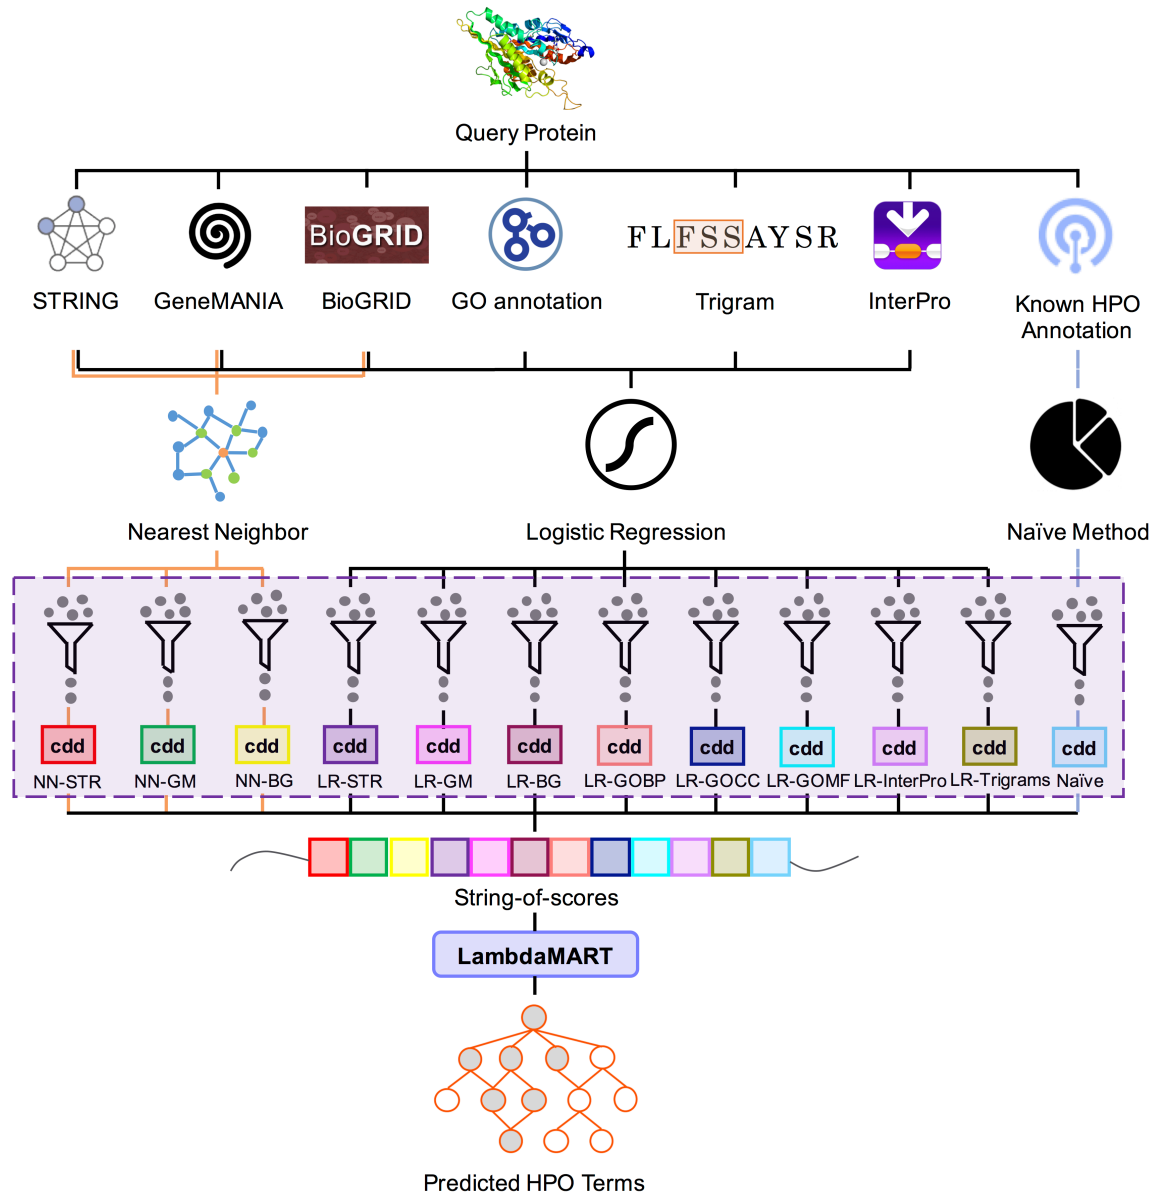 Query Protein
BioGRID
FLFSSAYSR
STRING
GeneMANIA
BioGRID
GO annotation
Trigram
InterPro
Known HPO
Annotation
Nearest Neighbor
Logistic Regression
Naïve Method
cdd
cdd
cdd
cdd
cdd
cdd
cdd
cdd
cdd
cdd
cdd
cdd
NN-STR
NN-GM
NN-BG
LR-STR
LR-GM
LR-BG
LR-GOBP
LR-GOCC
LR-GOMF
LR-InterPro
LR-Trigrams
Naïve
String-of-scores
LambdaMART
Predicted HPO Terms